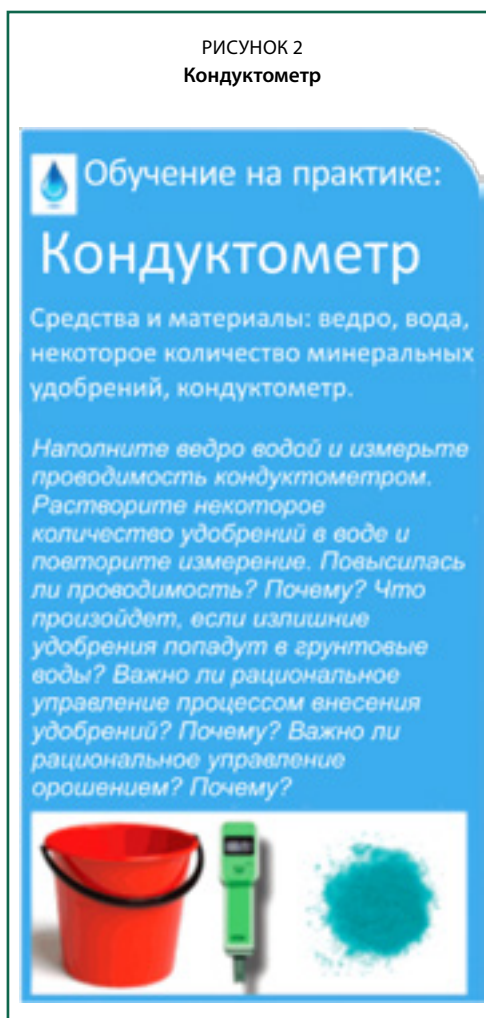 РИСУНОК 2
Кондуктометр
Обучение на практике:
Кондуктометр
Средства и материалы: ведро, вода,
некоторое количество минеральных
удобрений, кондуктометр.
Наполните ведро водой и измерьте
проводимость кондуктометром.
Растворите некоторое
количество удобрений в воде и
повторите измерение. Повысилась
ли проводимость? Почему? Что
произойдет, если излишние
удобрения попадут в грунтовые
воды? Важно ли рациональное
управление процессом внесения
удобрений? Почему? Важно ли
рациональное управление
орошением? Почему?